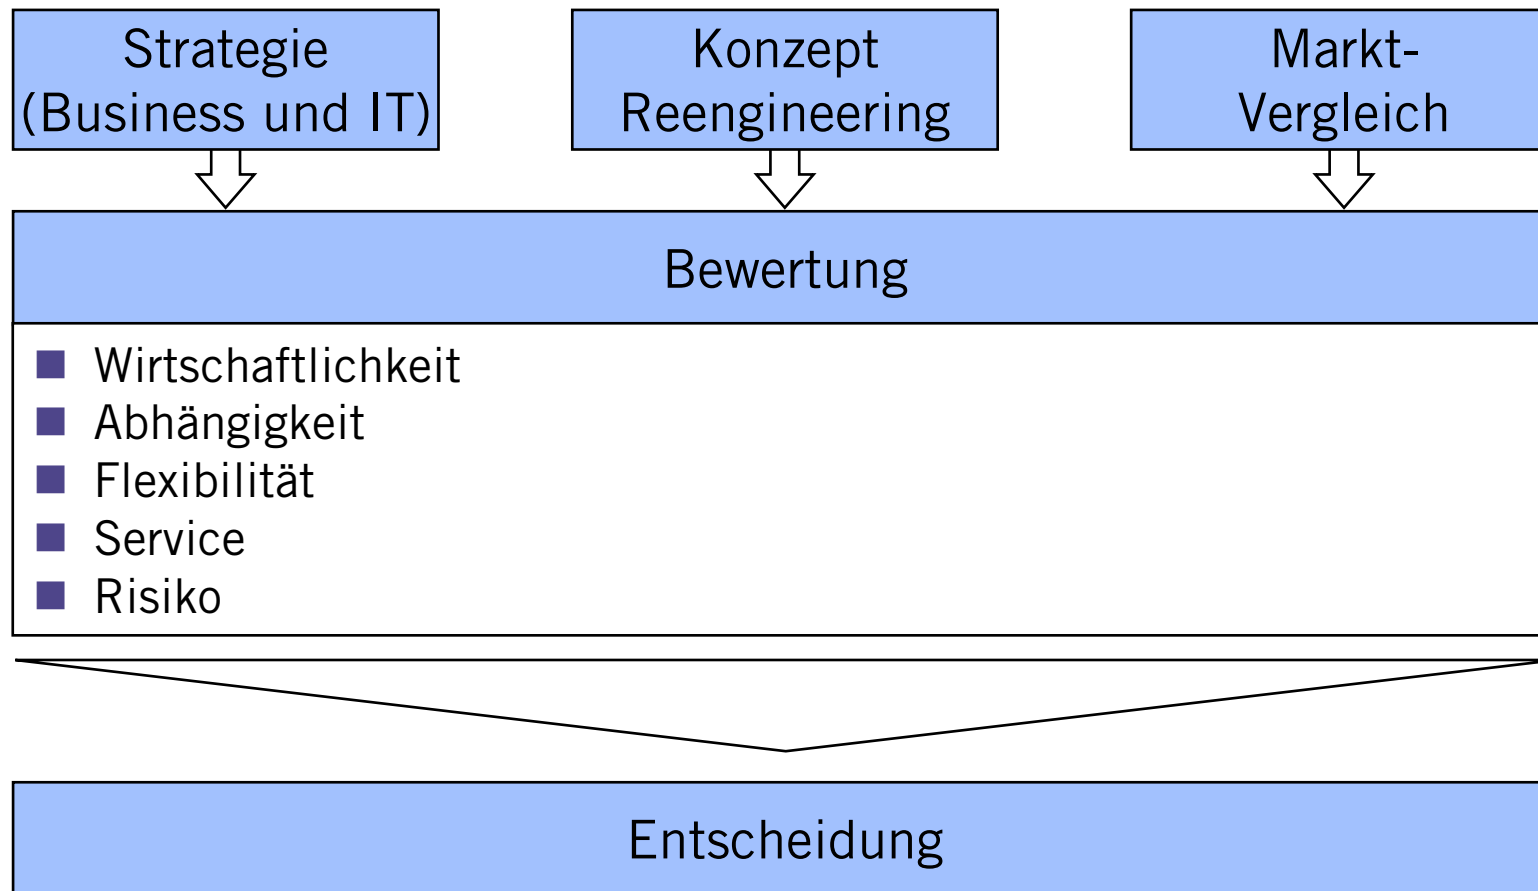 Strategie
(Business und IT)
Konzept
Reengineering
Markt-
Vergleich
Bewertung
Wirtschaftlichkeit
Abhängigkeit
Flexibilität
Service
Risiko
Entscheidung